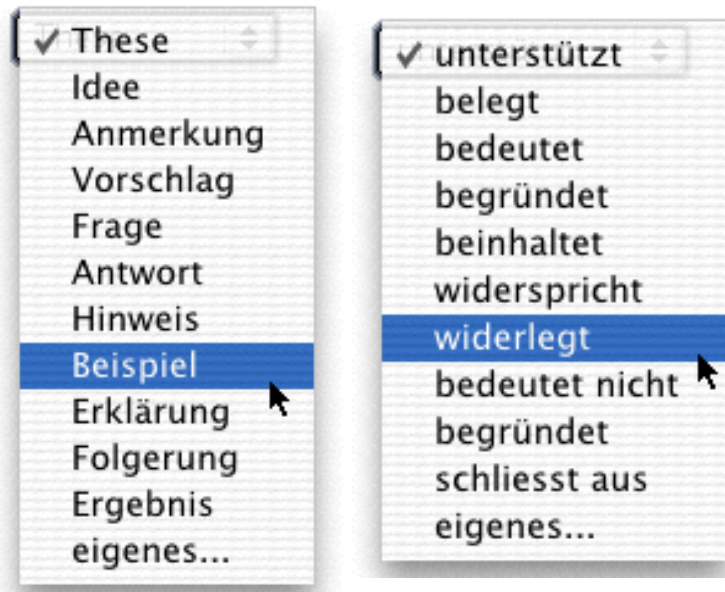 ✓ These
Idee
Anmerkung
Vorschlag
Frage
Antwort
Hinweis
Beispiel
Erklärung
Folgerung
Ergebnis
eigenes...
✓ unterstützt
belegt
bedeutet
begründet
beinhaltet
widerspricht
widerlegt
bedeutet nicht
begründet
schliesst aus
eigenes...